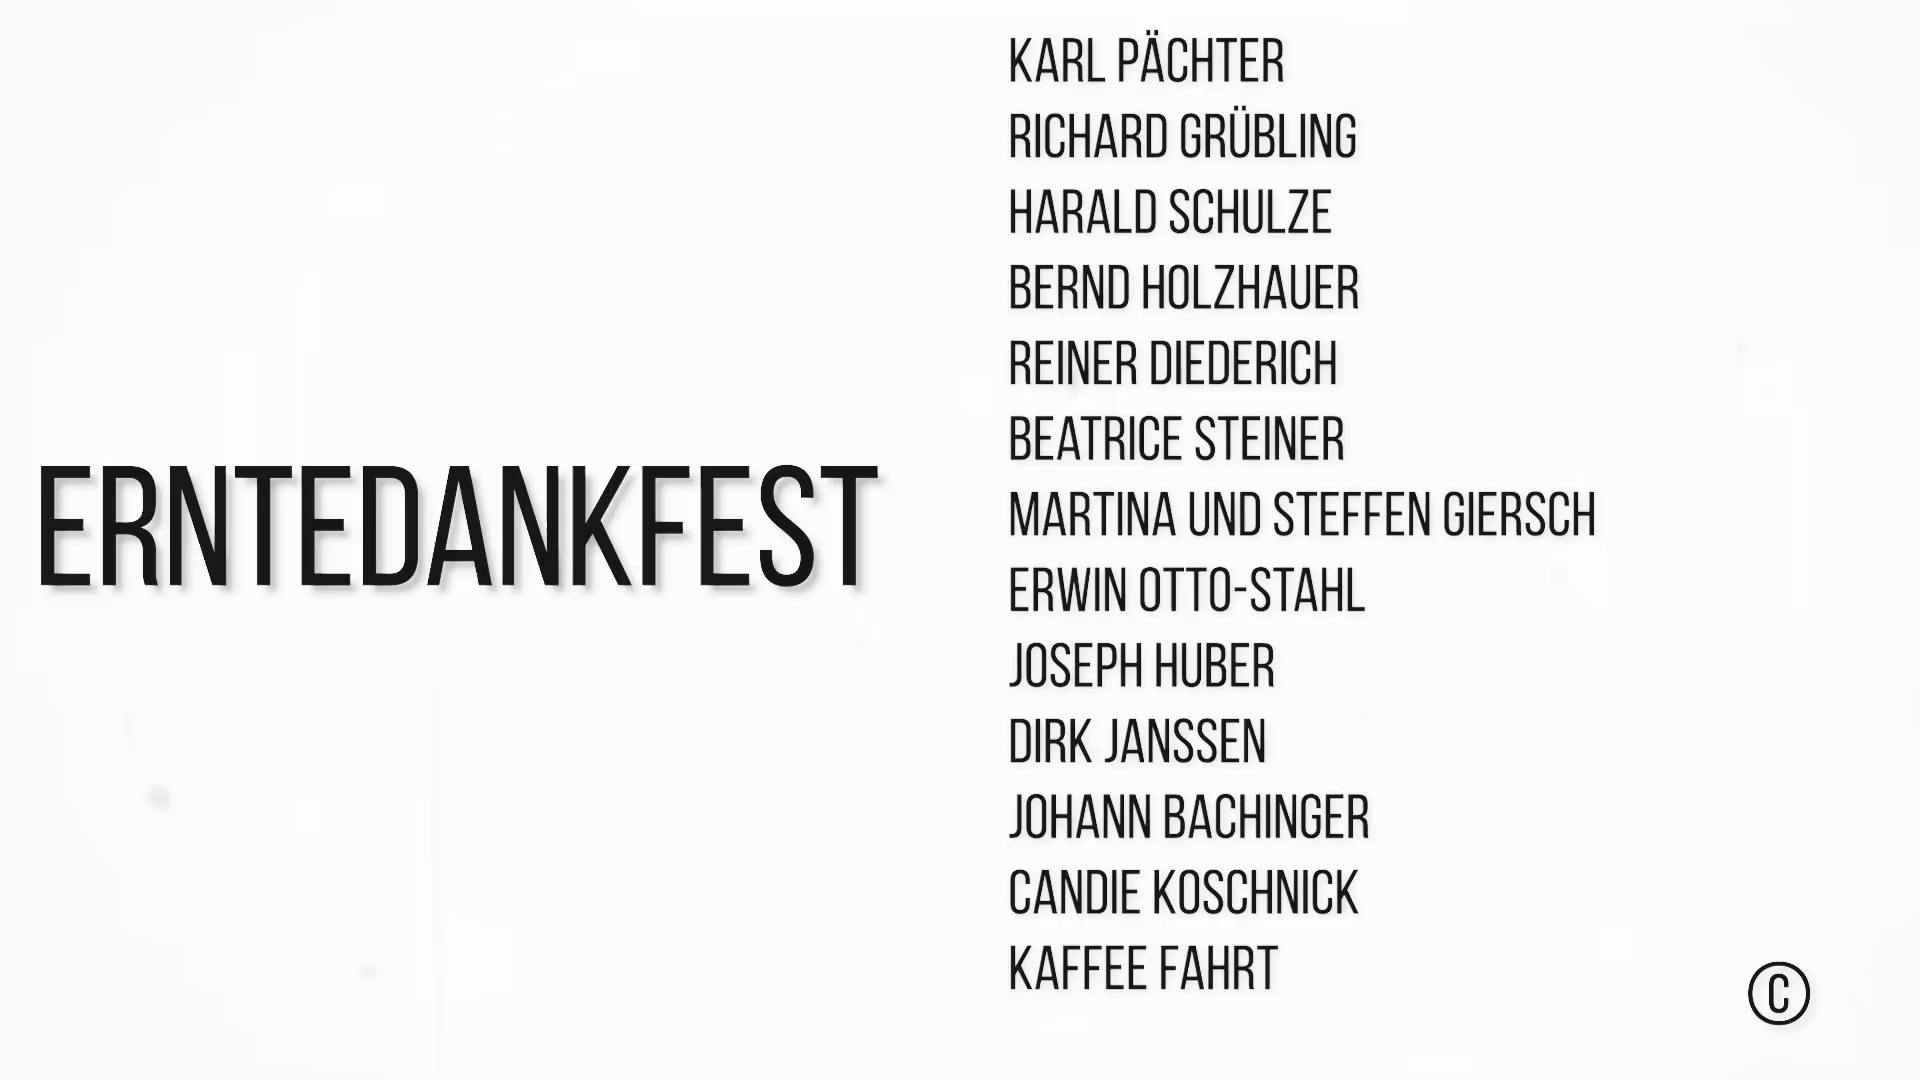 ERNTEDANKFEST
KARL PÄCHTER
RICHARD GRÜBLING
HARALD SCHULZE
BERND HOLZHAUER
REINER DIEDERICH
BEATRICE STEINER
MARTINA UND STEFFEN GIERSCH
ERWIN OTTO-STAHL
JOSEPH HUBER
DIRK JANSSEN
JOHANN BACHINGER
CANDIE KOSCHNICK
KAFFEE FAHRT
©